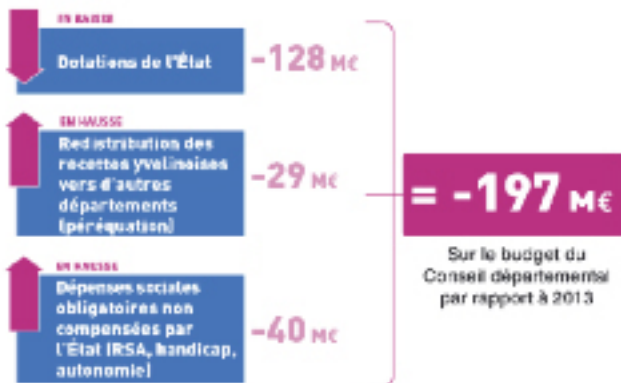 EN BAISSE
Dotations de l'État
-128 M€
EN HAUSSE
Redistribution des
recettes yvelinoises
vers d'autres
départements
(péréquation)
-29 M€
EN HAUSSE
Dépenses sociales
obligatoires non
compensées par
l'État (RSA, handicap,
autonomie)
-40 M€
= -197 M€
Sur le budget du
Conseil départemental
par rapport à 2013